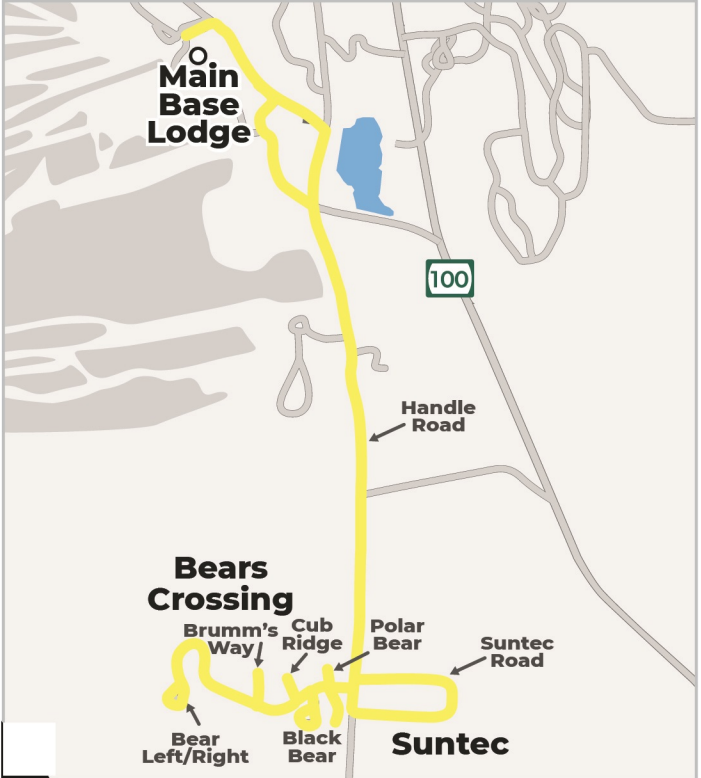 Main
Base
Lodge
100
Handle
Road
Bears
Crossing
Brumm's
Way
Cub
Ridge
Polar
Bear
Suntec
Road
Bear
Left/Right
Black
Bear
Suntec